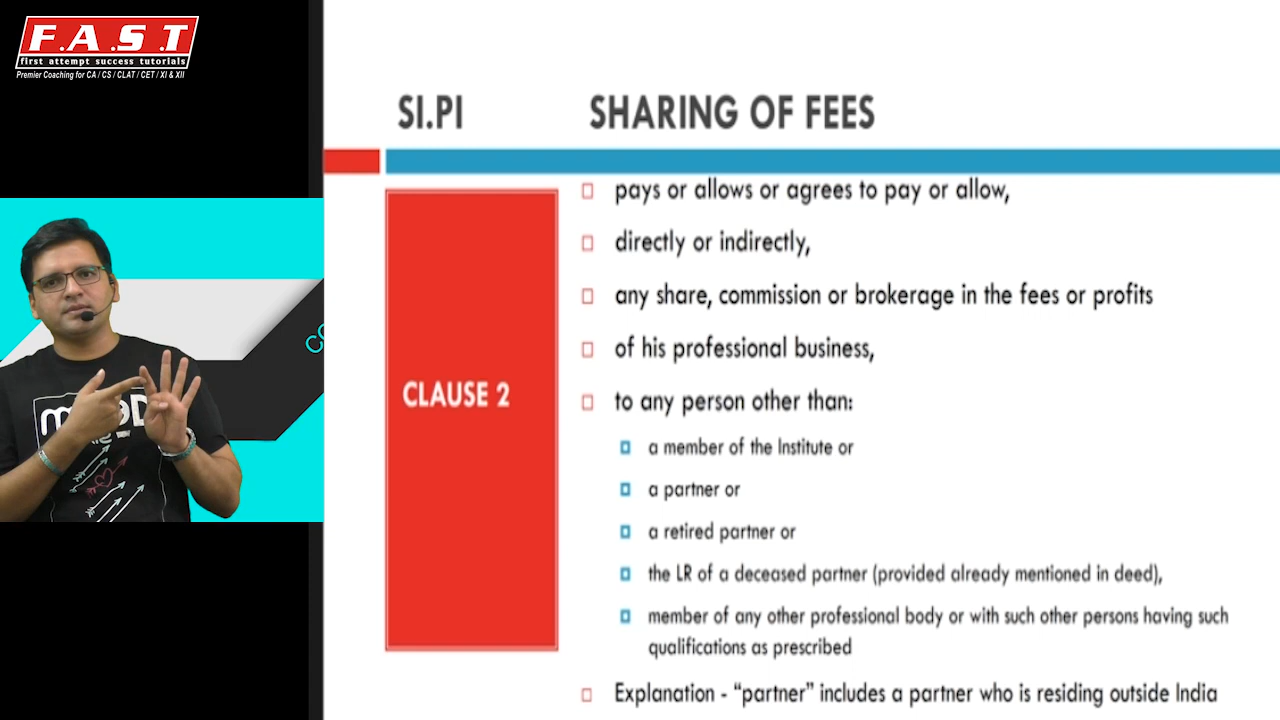 F.A.S.T
first attempt success tutorials
Premier Coaching for CA / CS / CLAT / CET / XI & XII
SI.PI
SHARING OF FEES
CLAUSE 2
pays or allows or agrees to pay or allow,
directly or indirectly,
any share, commission or brokerage in the fees or profits
of his professional business,
to any person other than:
a member of the Institute or
a partner or
a retired partner or
the LR of a deceased partner (provided already mentioned in deed),
member of any other professional body or with such other persons having such
qualifications as prescribed
Explanation - “partner” includes a partner who is residing outside India